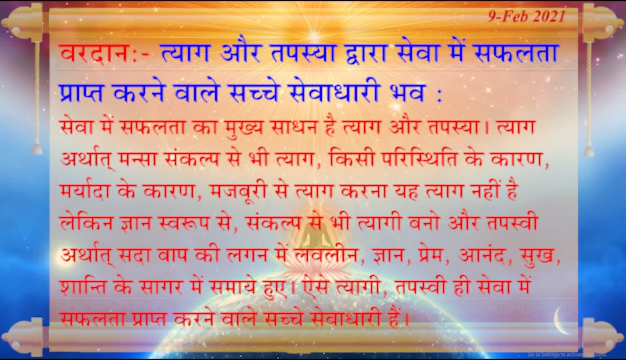 9-Feb 2021
वरदान:- त्याग और तपस्या द्वारा सेवा में सफलता
प्राप्त करने वाले सच्चे सेवाधारी भव :
सेवा में सफलता का मुख्य साधन है त्याग और तपस्या। त्याग
अर्थात् मन्सा संकल्प से भी त्याग, किसी परिस्थिति के कारण,
मर्यादा के कारण, मजबूरी से त्याग करना यह त्याग नहीं है
लेकिन ज्ञान स्वरूप से, संकल्प से भी त्यागी बनो और तपस्वी
अर्थात् सदा बाप की लगन में लवलीन, ज्ञान, प्रेम, आनंद, सुख,
शान्ति के सागर में समाये हुए। ऐसे त्यागी, तपस्वी ही सेवा में
सफलता प्राप्त करने वाले सच्चे सेवाधारी हैं।